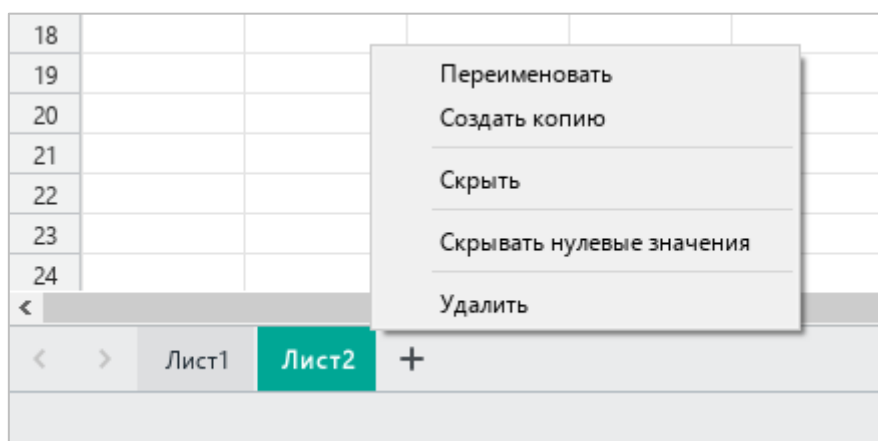 18
19
Переименовать
20
Создать копию
21
22
Скрыть
23
Скрывать нулевые значения
24
Удалить
< > Лист1 Лист2 +